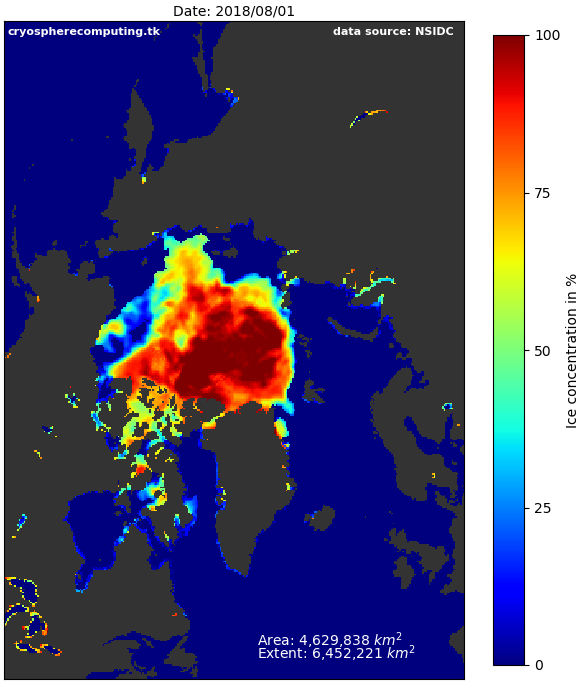 Date: 2018/08/01
cryospherecomputing.tk
data source: NSIDC
100
75
50
25
0
Ice concentration in %
Area: 4,629,838 km²
Extent: 6,452,221 km²